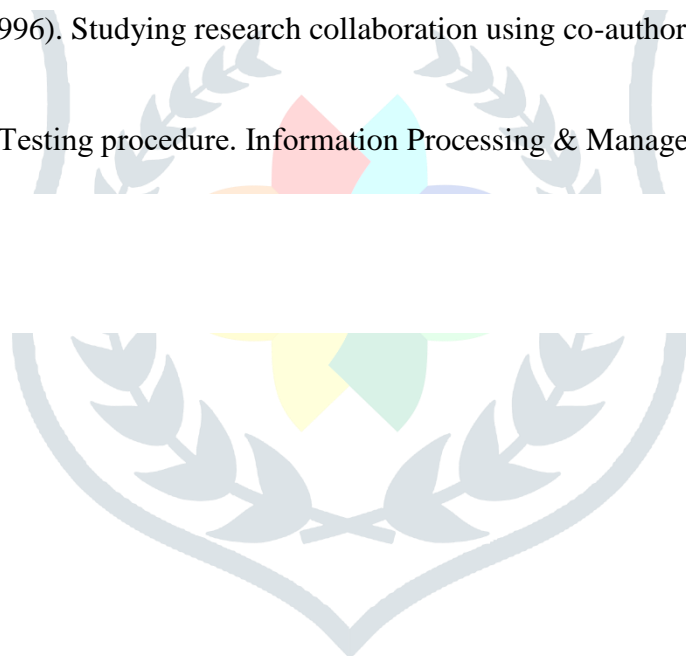 996). Studying research collaboration using co-author
Testing procedure. Information Processing & Manage